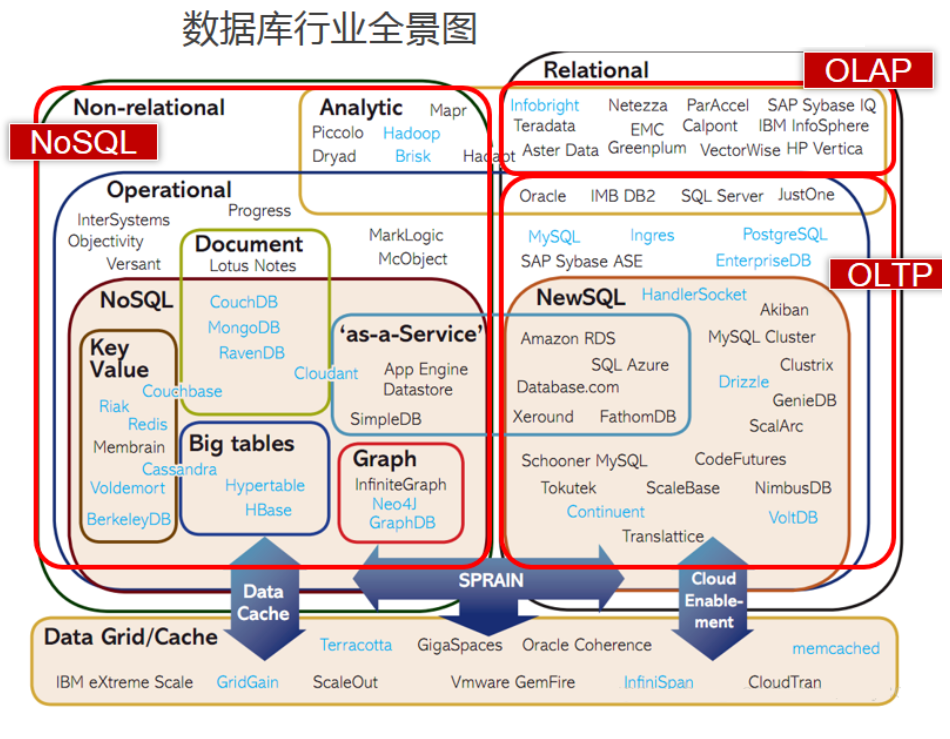 数据库行业全景图
Relational
OLAP
Non-relational
Analytic
Mapr
Piccolo
Hadoop
Dryad
Brisk
Hadapt
NoSQL
Infobright
Netezza
ParAccel
SAP Sybase IQ
Teradata
EMC
Calpont
IBM InfoSphere
Aster Data
Greenplum
VectorWise
HP Vertica
Operational
Oracle
IMB DB2
SQL Server
JustOne
InterSystems
Progress
Objectivity
Versant
Document
Lotus Notes
MarkLogic
McObject
MySQL
Ingres
PostgreSQL
SAP Sybase ASE
EnterpriseDB
OLTP
NoSQL
CouchDB
MongoDB
RavenDB
Cloudant
Key
Value
Couchbase
Riak
Redis
Membrain
Cassandra
Voldemort
BerkeleyDB
Big tables
Hypertable
HBase
‘as-a-Service’
App Engine
Datastore
SimpleDB
Graph
InfiniteGraph
Neo4J
GraphDB
NewSQL
HandlerSocket
Akiban
Amazon RDS
MySQL Cluster
SQL Azure
Clustrix
Database.com
Drizzle
GenieDB
Xeround
FathomDB
ScalArc
Schooner MySQL
CodeFutures
Tokutek
ScaleBase
NimbusDB
Continuent
VoltDB
Translattice
Data
Cache
SPRAIN
Cloud
Enable-
ment
Data Grid/Cache
Terracotta
GigaSpaces
Oracle Coherence
memcached
IBM eXtreme Scale
GridGain
ScaleOut
Vmware GemFire
InfiniSpan
CloudTran